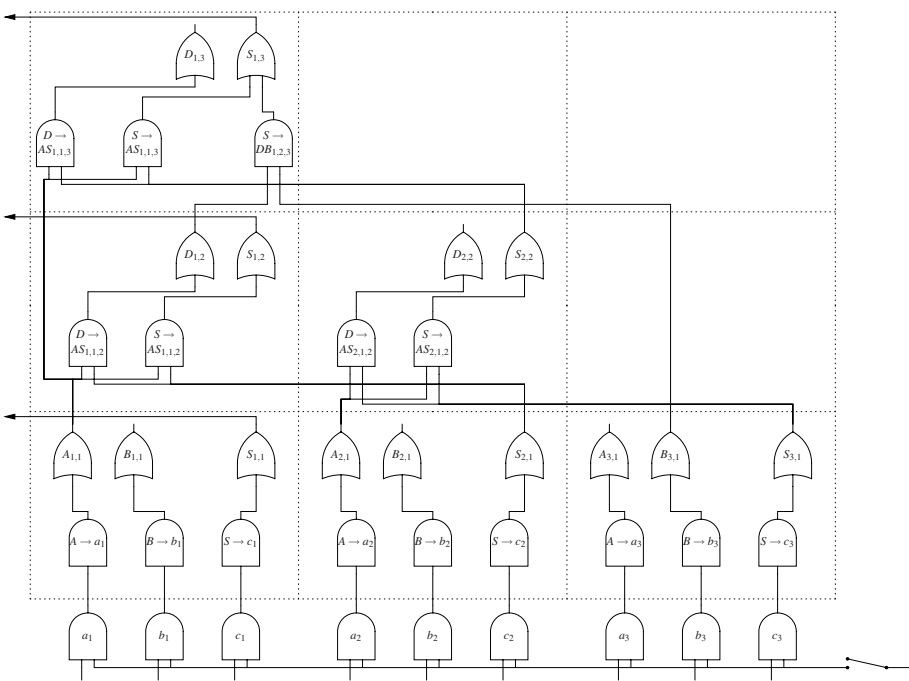 D1,3 S1,3
D → S → S →
AS1,1,3 AS1,1,3 DB1,2,3
D1,2 S1,2 D2,2 S2,2
D → S → D → S →
AS1,1,2 AS1,1,2 AS2,1,2 AS2,1,2
A1,1 B1,1 S1,1 A2,1 B2,1 S2,1 A3,1 B3,1 S3,1
A → a1 B → b1 S → c1 A → a2 B → b2 S → c2 A → a3 B → b3 S → c3
a1 b1 c1 a2 b2 c2 a3 b3 c3